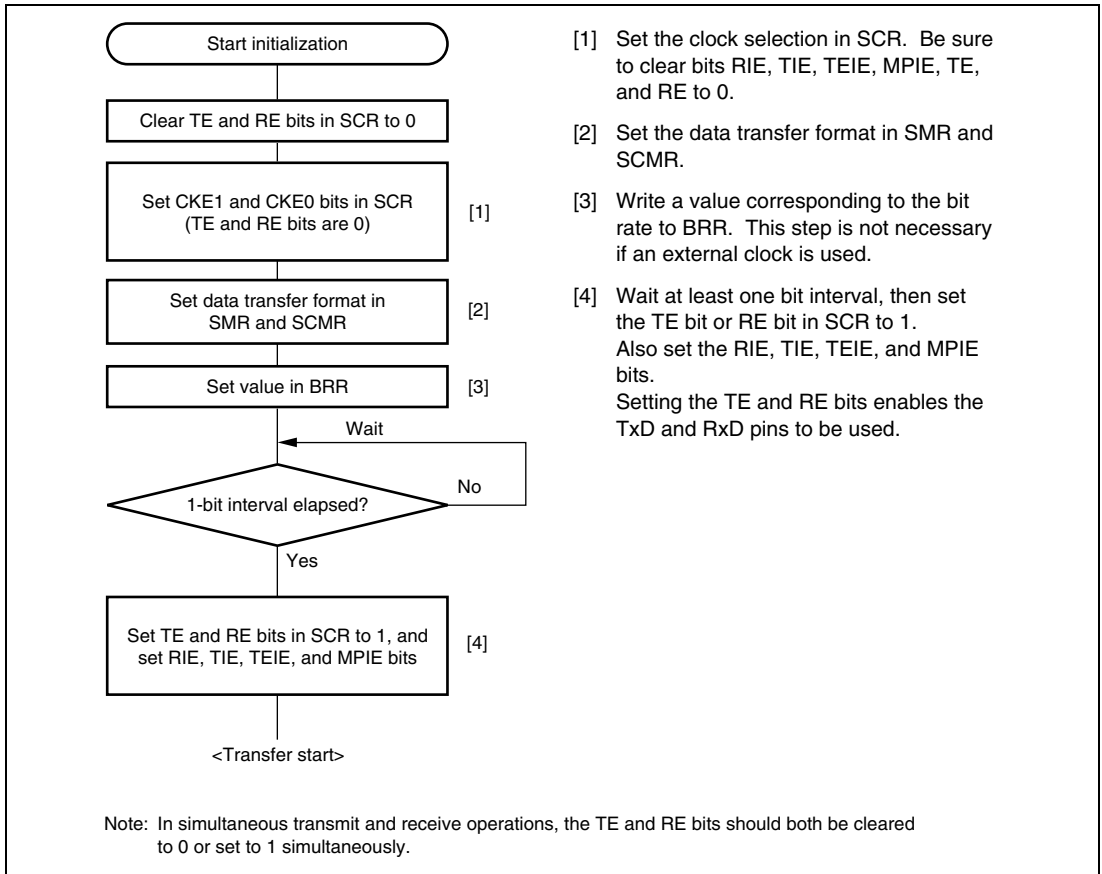 Start initialization
Clear TE and RE bits in SCR to 0
Set CKE1 and CKE0 bits in SCR
(TE and RE bits are 0)
[1]
Set data transfer format in
SMR and SCMR
[2]
Set value in BRR
[3]
Wait
No
1-bit interval elapsed?
Yes
Set TE and RE bits in SCR to 1, and
set RIE, TIE, TEIE, and MPIE bits
[4]
<Transfer start>
[1] Set the clock selection in SCR. Be sure
to clear bits RIE, TIE, TEIE, MPIE, TE,
and RE to 0.
[2] Set the data transfer format in SMR and
SCMR.
[3] Write a value corresponding to the bit
rate to BRR. This step is not necessary
if an external clock is used.
[4] Wait at least one bit interval, then set
the TE bit or RE bit in SCR to 1.
Also set the RIE, TIE, TEIE, and MPIE
bits.
Setting the TE and RE bits enables the
TxD and RxD pins to be used.
Note: In simultaneous transmit and receive operations, the TE and RE bits should both be cleared
to 0 or set to 1 simultaneously.